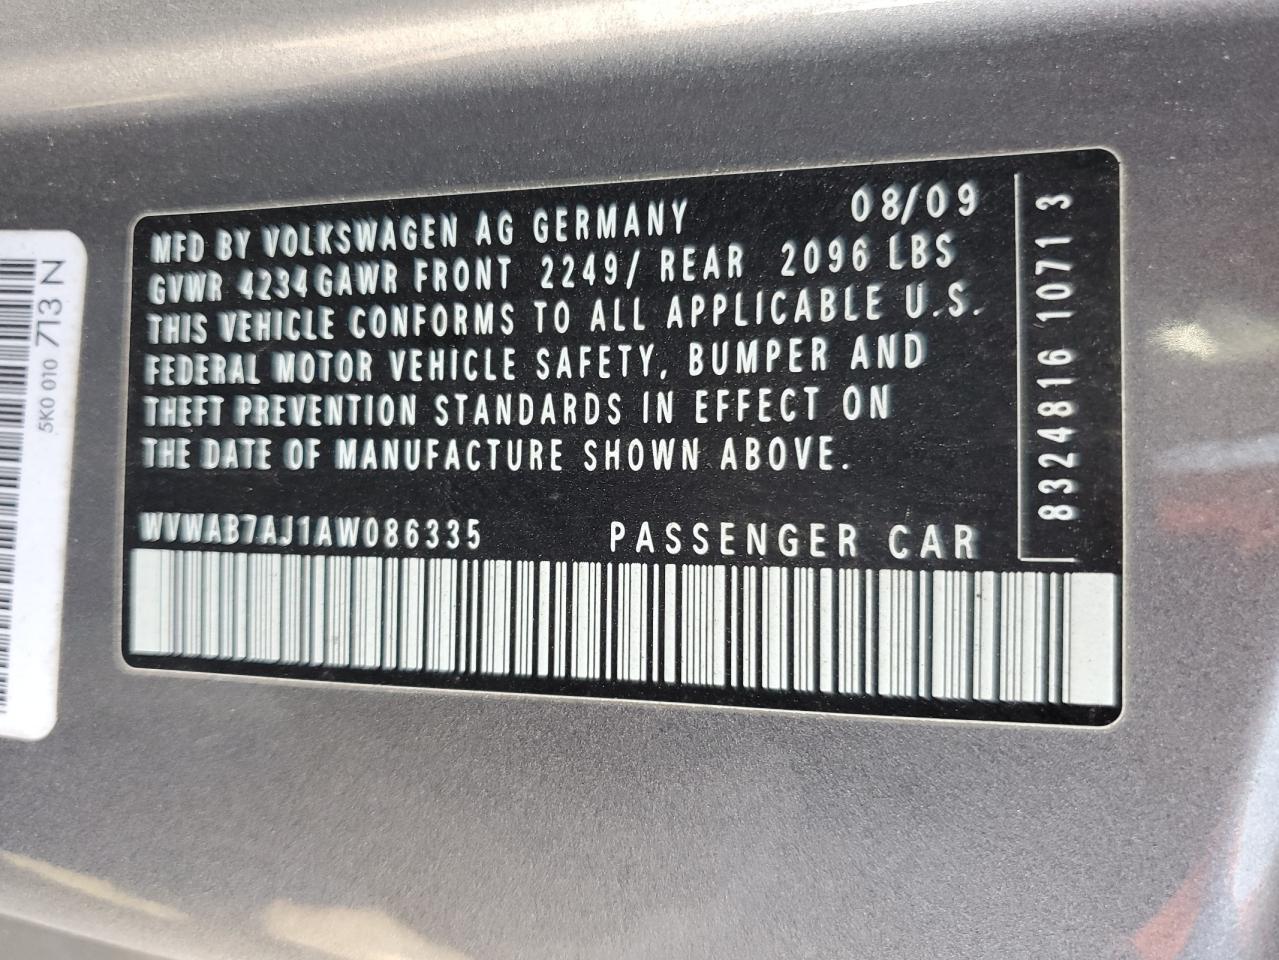 MFD BY VOLKSWAGEN AG GERMANY 08/09
GVWR 4234 GAWR FRONT 2249/ REAR 2096 LBS
THIS VEHICLE CONFORMS TO ALL APPLICABLE U.S.
FEDERAL MOTOR VEHICLE SAFETY, BUMPER AND
THEFT PREVENTION STANDARDS IN EFFECT ON
THE DATE OF MANUFACTURE SHOWN ABOVE.
WVWAB7AJ1AW086335 PASSENGER CAR
8324816 1071 3
5K0 010 713 N